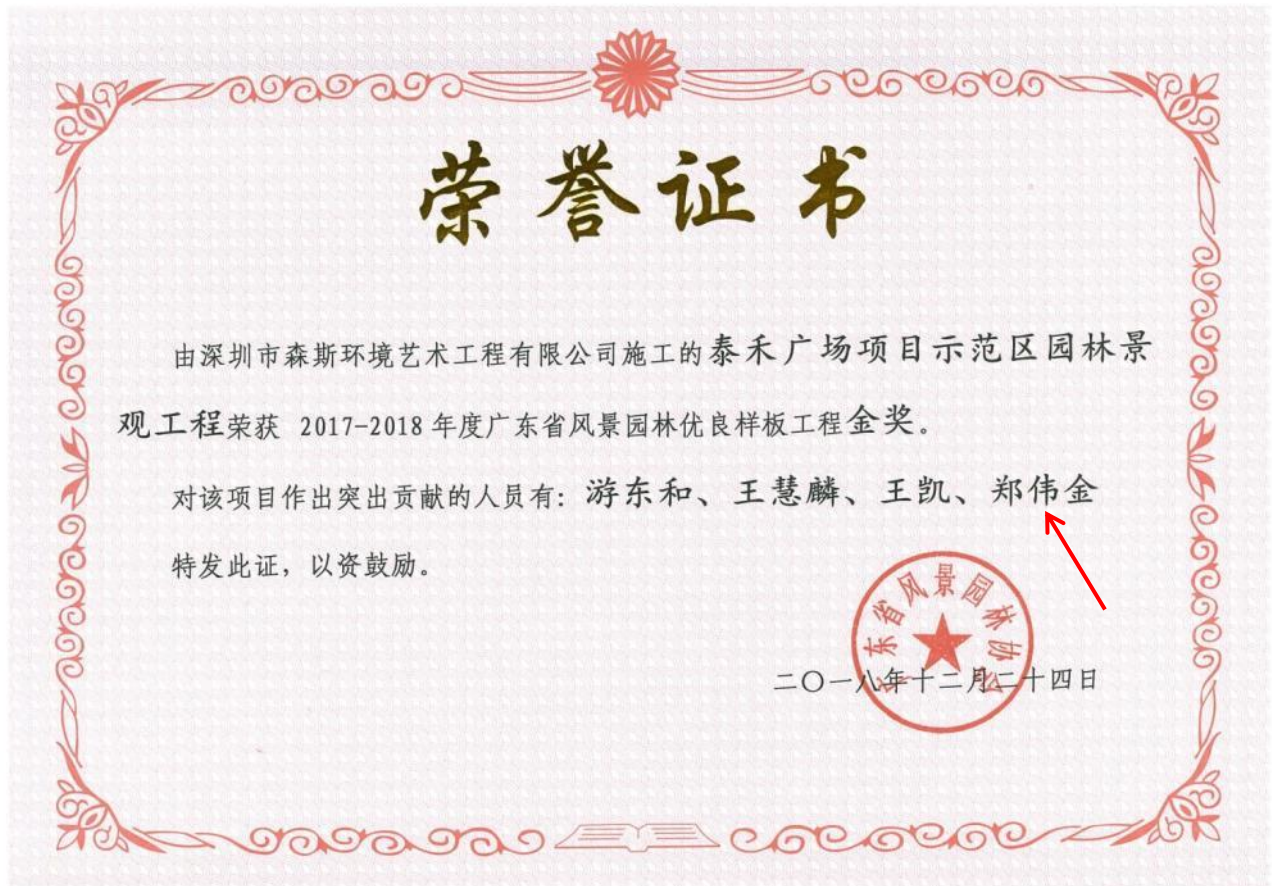 荣誉证书
由深圳市森斯环境艺术工程有限公司施工的泰禾广场项目示范区园林景
观工程荣获 2017-2018 年度广东省风景园林优良样板工程金奖。
对该项目作出突出贡献的人员有：游东和、王慧麟、王凯、郑伟金
特发此证，以资鼓励。
广东省风景园林协会
二〇一八年十二月二十四日